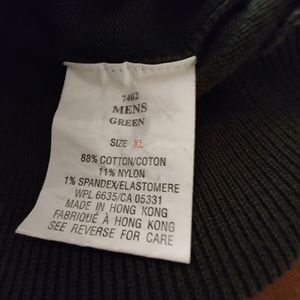 7402
MENS
GREEN
SIZE XL
88% COTTON/COTON
11% NYLON
1% SPANDEX/ELASTOMERE
WPL 6635/CA 05331
MADE IN HONG KONG
FABRIQUÉ À HONG KONG
SEE REVERSE FOR CARE